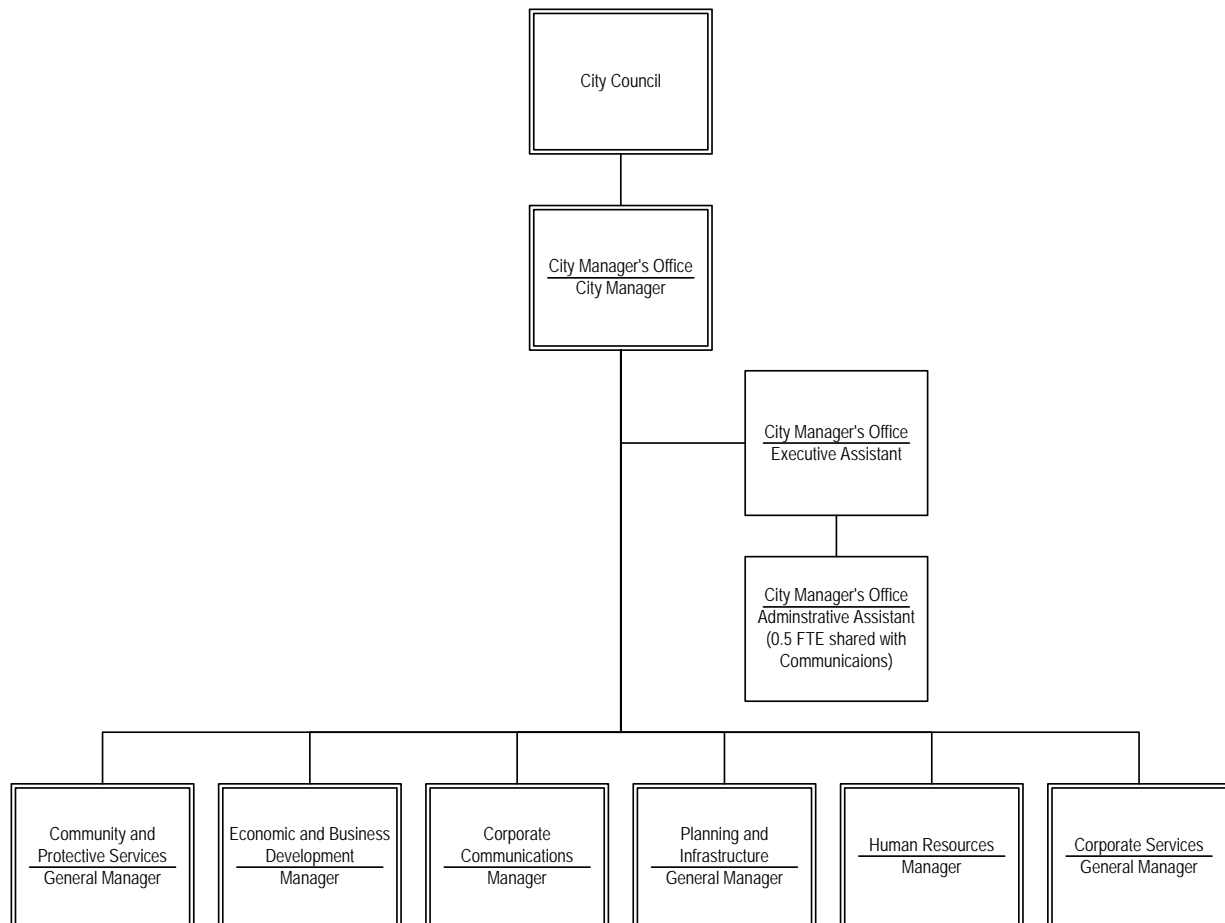 City Council
City Manager's Office
City Manager
City Manager's Office
Executive Assistant
City Manager's Office
Adminstrative Assistant
(0.5 FTE shared with
Communicaions)
Community and
Protective Services
General Manager
Economic and Business
Development
Manager
Corporate
Communications
Manager
Planning and
Infrastructure
General Manager
Human Resources
Manager
Corporate Services
General Manager